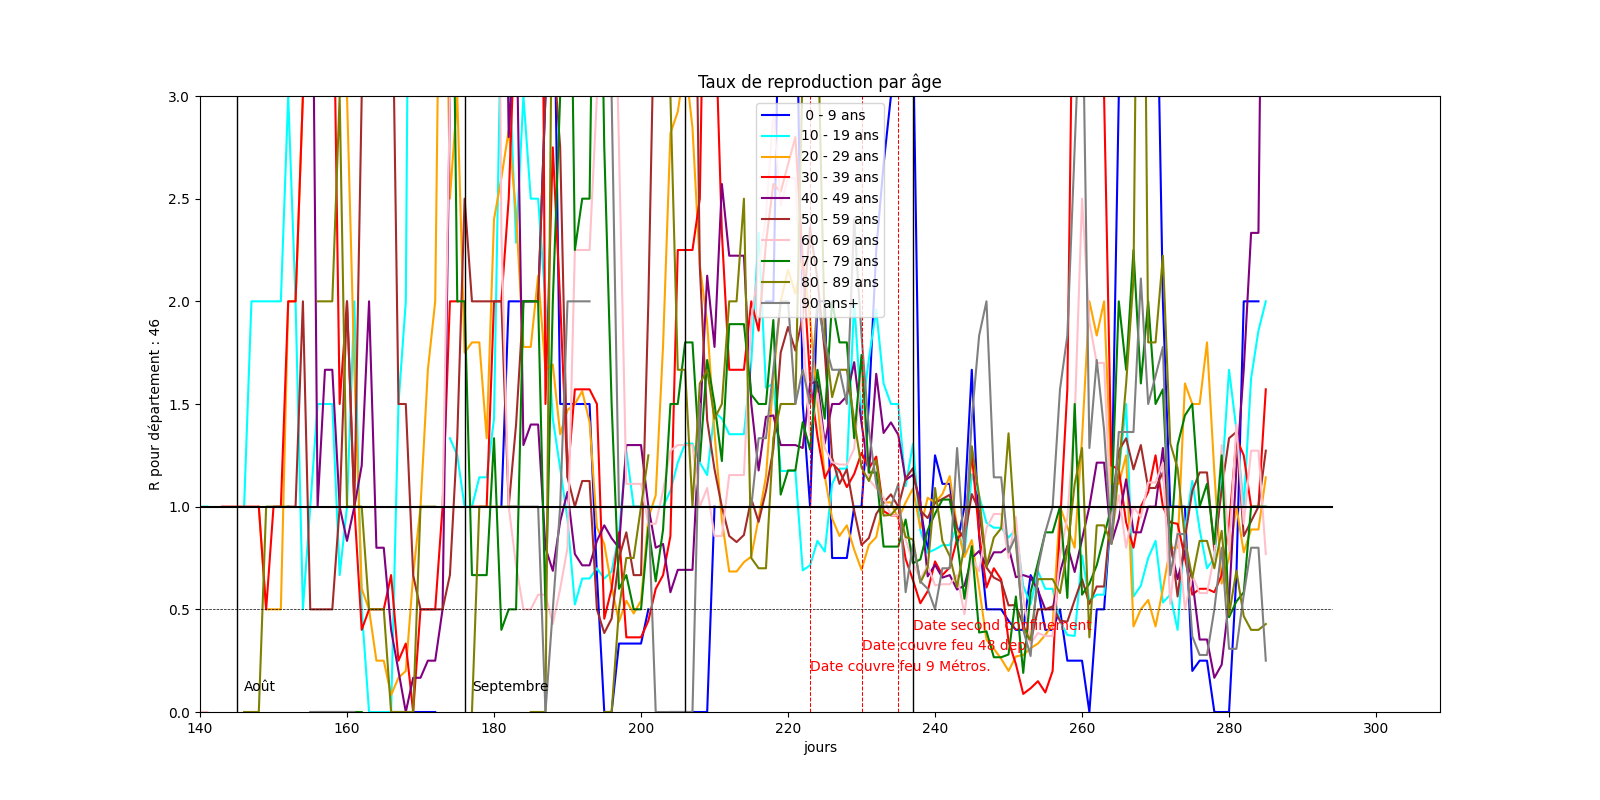 Taux de reproduction par âge
R pour département : 46
3.0
2.5
2.0
1.5
1.0
0.5
0.0
0 - 9 ans
10 - 19 ans
20 - 29 ans
30 - 39 ans
40 - 49 ans
50 - 59 ans
60 - 69 ans
70 - 79 ans
80 - 89 ans
90 ans+
Date second confinement
Date couvre feu 48 dep.
Date couvre feu 9 Métros.
Août
Septembre
140 160 180 200 220 240 260 280 300
jours